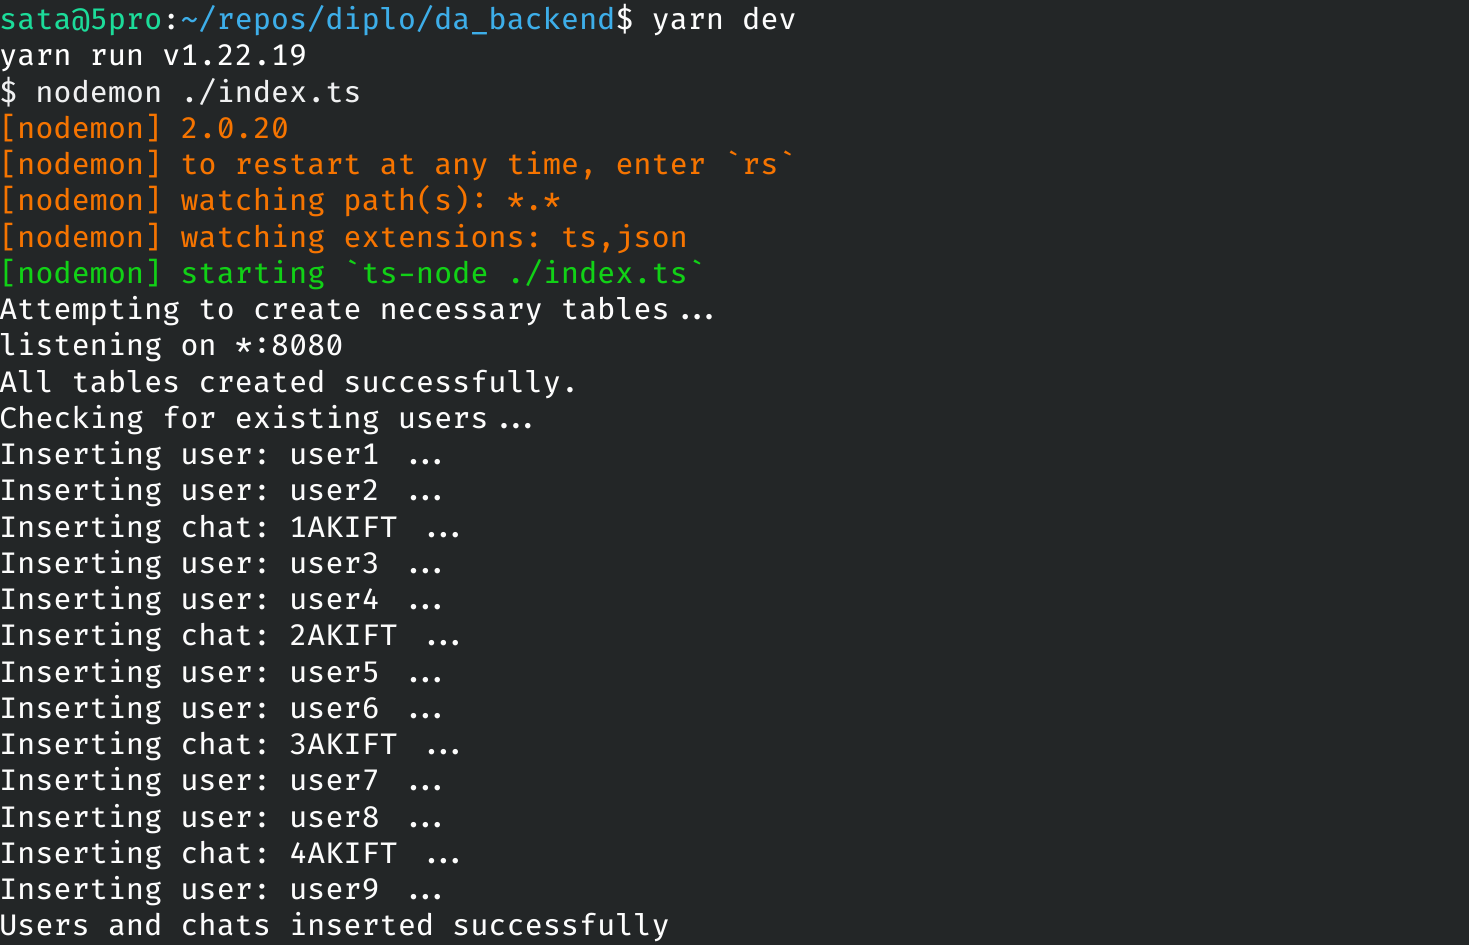 sata@5pro:~/repos/diplo/da_backend$ yarn dev
yarn run v1.22.19
$ nodemon ./index.ts
[nodemon] 2.0.20
[nodemon] to restart at any time, enter `rs`
[nodemon] watching path(s): *.*
[nodemon] watching extensions: ts,json
[nodemon] starting `ts-node ./index.ts`
Attempting to create necessary tables...
listening on *:8080
All tables created successfully.
Checking for existing users...
Inserting user: user1 ...
Inserting user: user2 ...
Inserting chat: 1AKIFT ...
Inserting user: user3 ...
Inserting user: user4 ...
Inserting chat: 2AKIFT ...
Inserting user: user5 ...
Inserting user: user6 ...
Inserting chat: 3AKIFT ...
Inserting user: user7 ...
Inserting user: user8 ...
Inserting chat: 4AKIFT ...
Inserting user: user9 ...
Users and chats inserted successfully